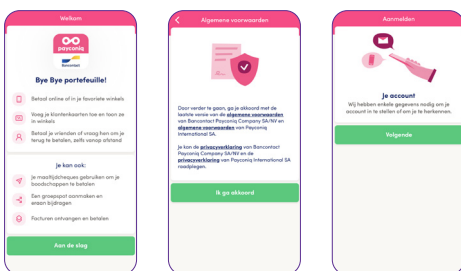 Welkom
payconiq
Bancontact
Bye Bye portefeuille!
Betaal online of in je favoriete winkels
Voeg je klantenkaarten toe en toon ze
in winkels
Betaal je vrienden of vraag hen om je
terug te betalen, zelfs vanop afstand
Je kan ook:
Je maaltijdcheques gebruiken om je
boodschappen te betalen
Een groepspot aanmaken en
eraan bijdragen
Facturen ontvangen en betalen
Aan de slag
Algemene voorwaarden
Door verder te gaan, ga je akkoord met de
laatste versie van de algemene voorwaarden
van Bancontact Payconiq Company SA/NV en
algemene voorwaarden van Payconiq
International SA.
Je kan de privacyverklaring van Bancontact
Payconiq Company SA/NV en de
privacyverklaring van Payconiq International SA
raadplegen.
Ik ga akkoord
Aanmelden
Je account
Wij hebben enkele gegevens nodig om je
account in te stellen of om je te herkennen.
Volgende